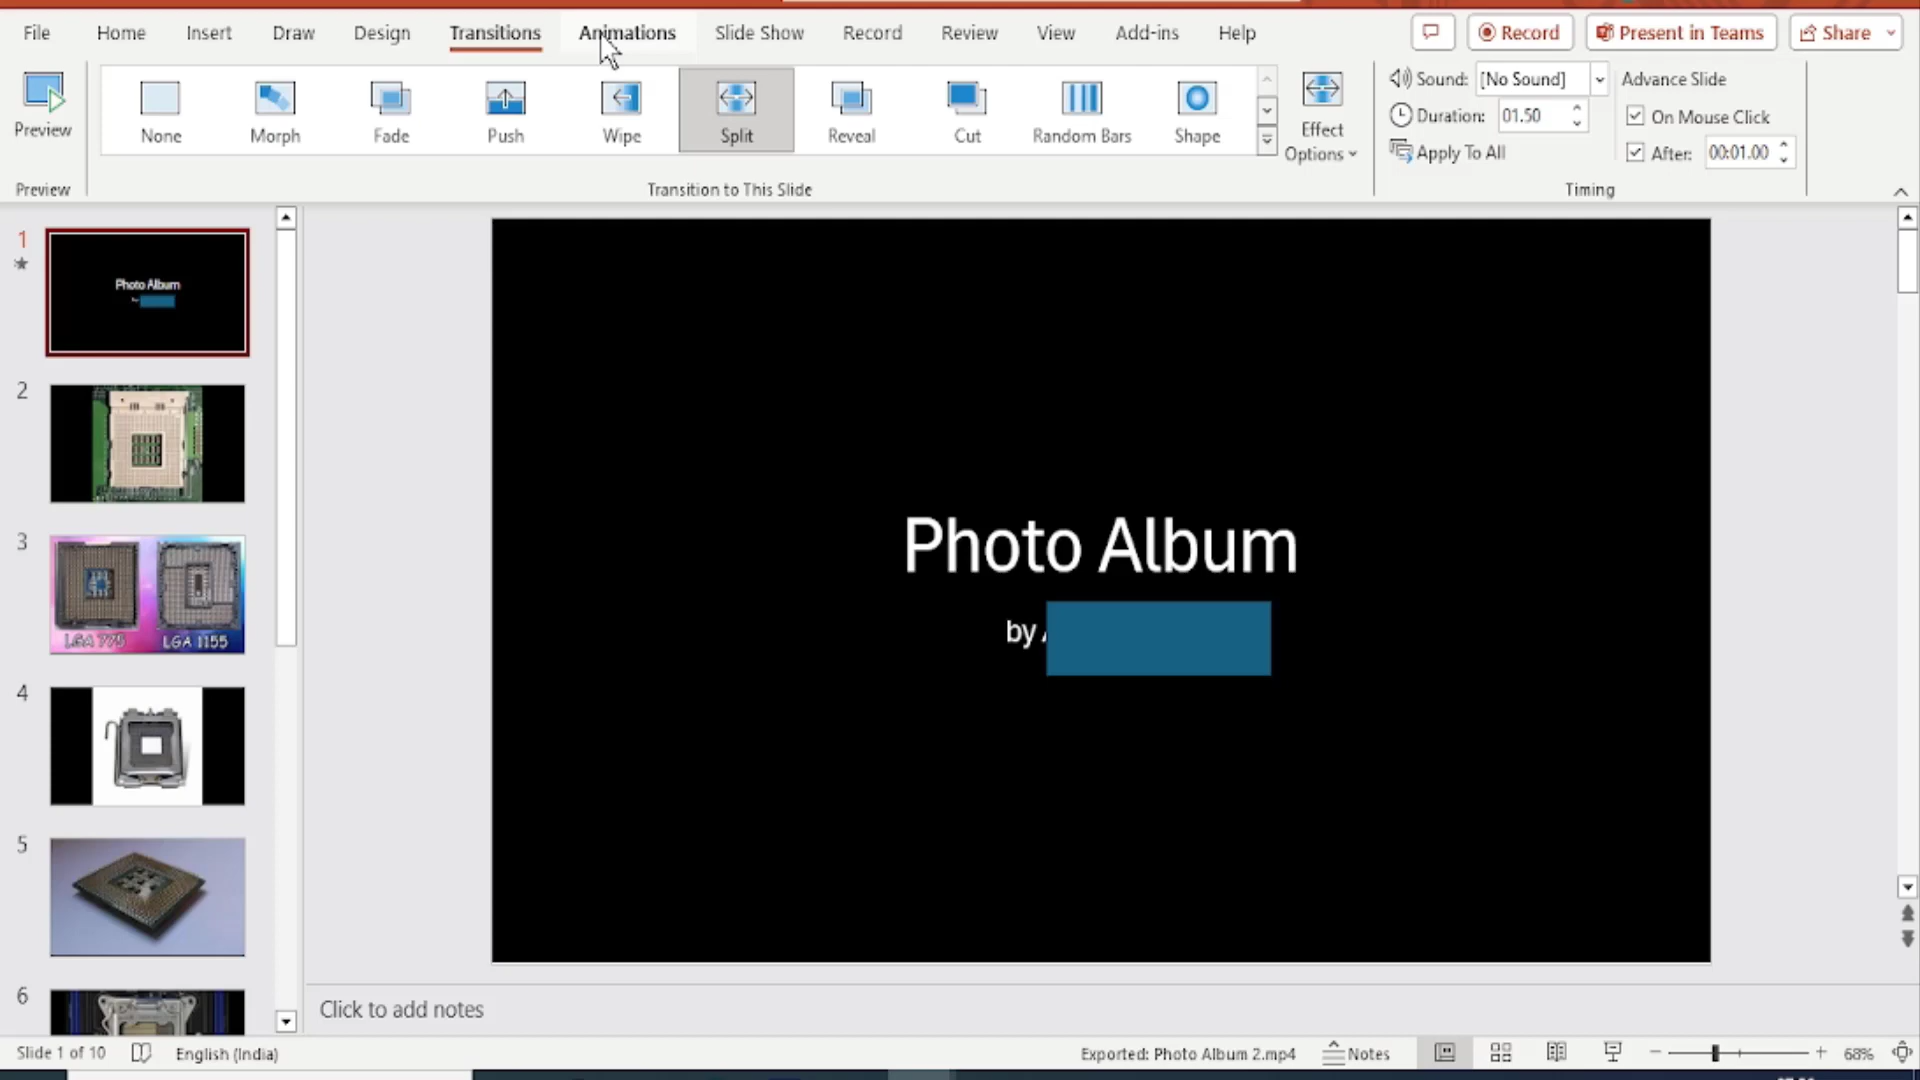 File Home Insert Draw Design Transitions Animations Slide Show Record Review View Add-ins Help Record Present in Teams Share
Preview
None Morph Fade Push Wipe Split Reveal Cut Random Bars Shape
Effect
Options
Sound: [No Sound] Advance Slide
Duration: 01.50 On Mouse Click
Apply To All After: 00:01.00
Preview Transition to This Slide Timing
1
Photo Album
2
3
LGA 775 LGA 1155
4
5
6
Photo Album
by
Click to add notes
Slide 1 of 10 English (India) Exported: Photo Album 2.mp4 Notes 68%